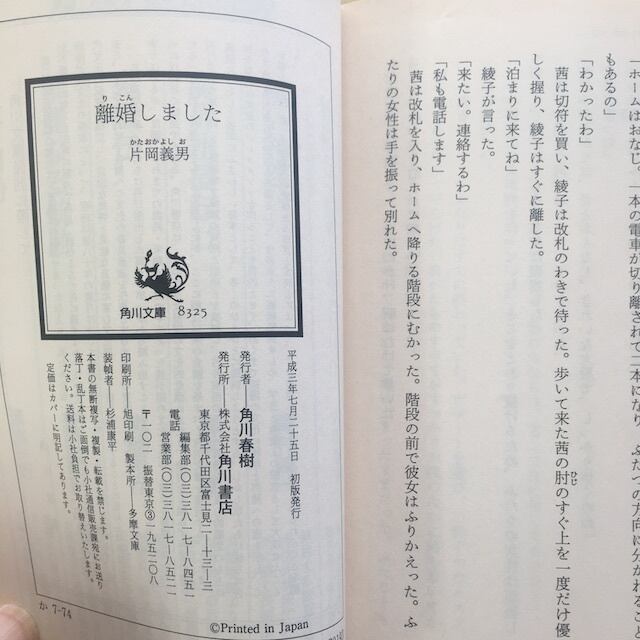 「ホームはおなじ。一本の電車が切り離されて二本になり、ふたつの方向に分かれること
もあるの」
「わかったわ」
茜は切符を買い、綾子は改札のわきで待った。歩いて来た茜の肘のすぐ上を一度だけ優
ひじ
しく握り、綾子はすぐに離した。
「泊まりに来てね」
綾子が言った。
「来たい。連絡するわ」
「私も電話します」
茜は改札を入り、ホームへ降りる階段にむかった。階段の前で彼女はふりかえった。ふ
たりの女性は手を振って別れた。
りこん
離婚しました
かたおかよしお
片岡義男
角川文庫 8325
平成三年七月二十五日 初版発行
発行者――角川春樹
発行所――株式会社角川書店
東京都千代田区富士見二―十三―三
編集部(〇三)三八一七―八四五一
電話
営業部(〇三)三八一七―八五二一
〒一〇二 振替東京③一九五二〇八
印刷所――旭印刷 製本所――多摩文庫
装幀者――杉浦康平
本書の無断複写・複製・転載を禁じます。
落丁・乱丁本はご面倒でも小社通信販売課宛にお送り
ください。送料は小社負担でお取り替えいたします。
定価はカバーに明記してあります。
か 7-74
©Printed in Japan